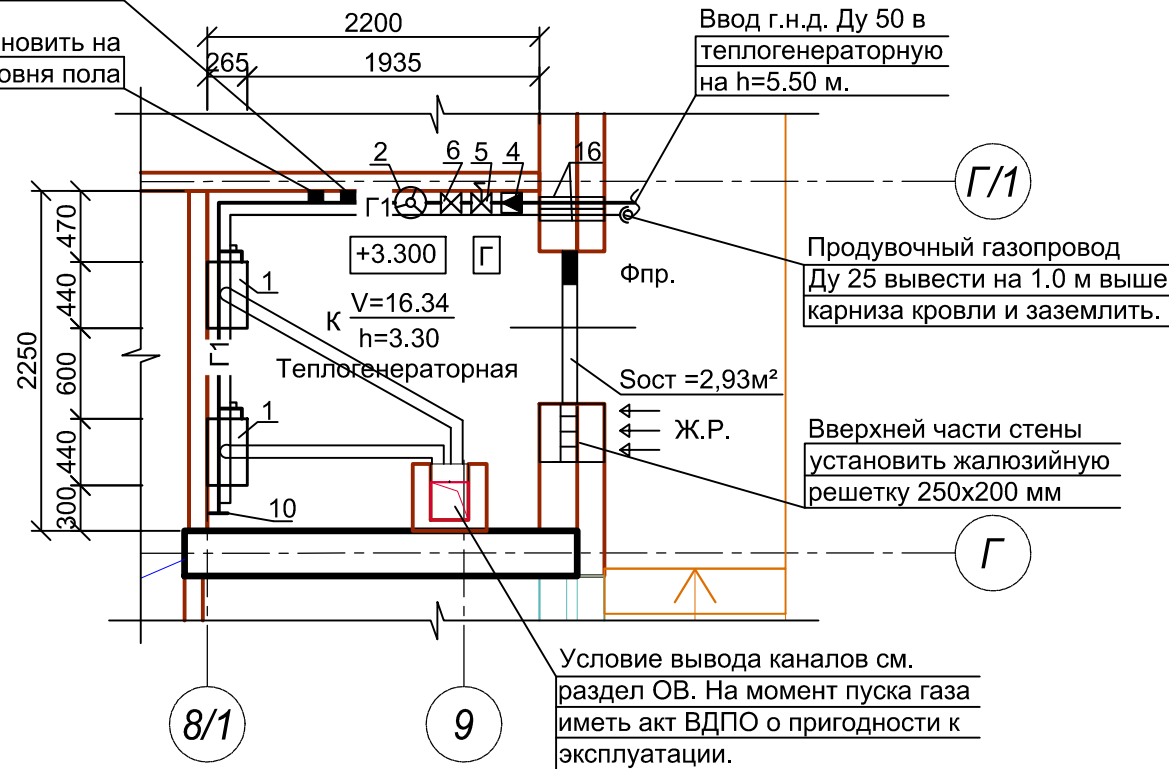 2200
265
1935
новить на
овня пола
Ввод г.н.д. Ду 50 в
теплогенераторную
на h=5.50 м.
2
6
5
4
16
Г/1
Г1
+3.300
Г
Фпр.
Продувочный газопровод
Ду 25 вывести на 1.0 м выше
карниза кровли и заземлить.
470
440
600
440
300
2250
1
К
V=16.34
h=3.30
Теплогенераторная
Г1
Sост =2,93м²
1
Ж.Р.
Вверхней части стены
установить жалюзийную
решетку 250х200 мм
10
Г
Условие вывода каналов см.
раздел ОВ. На момент пуска газа
иметь акт ВДПО о пригодности к
эксплуатации.
8/1
9